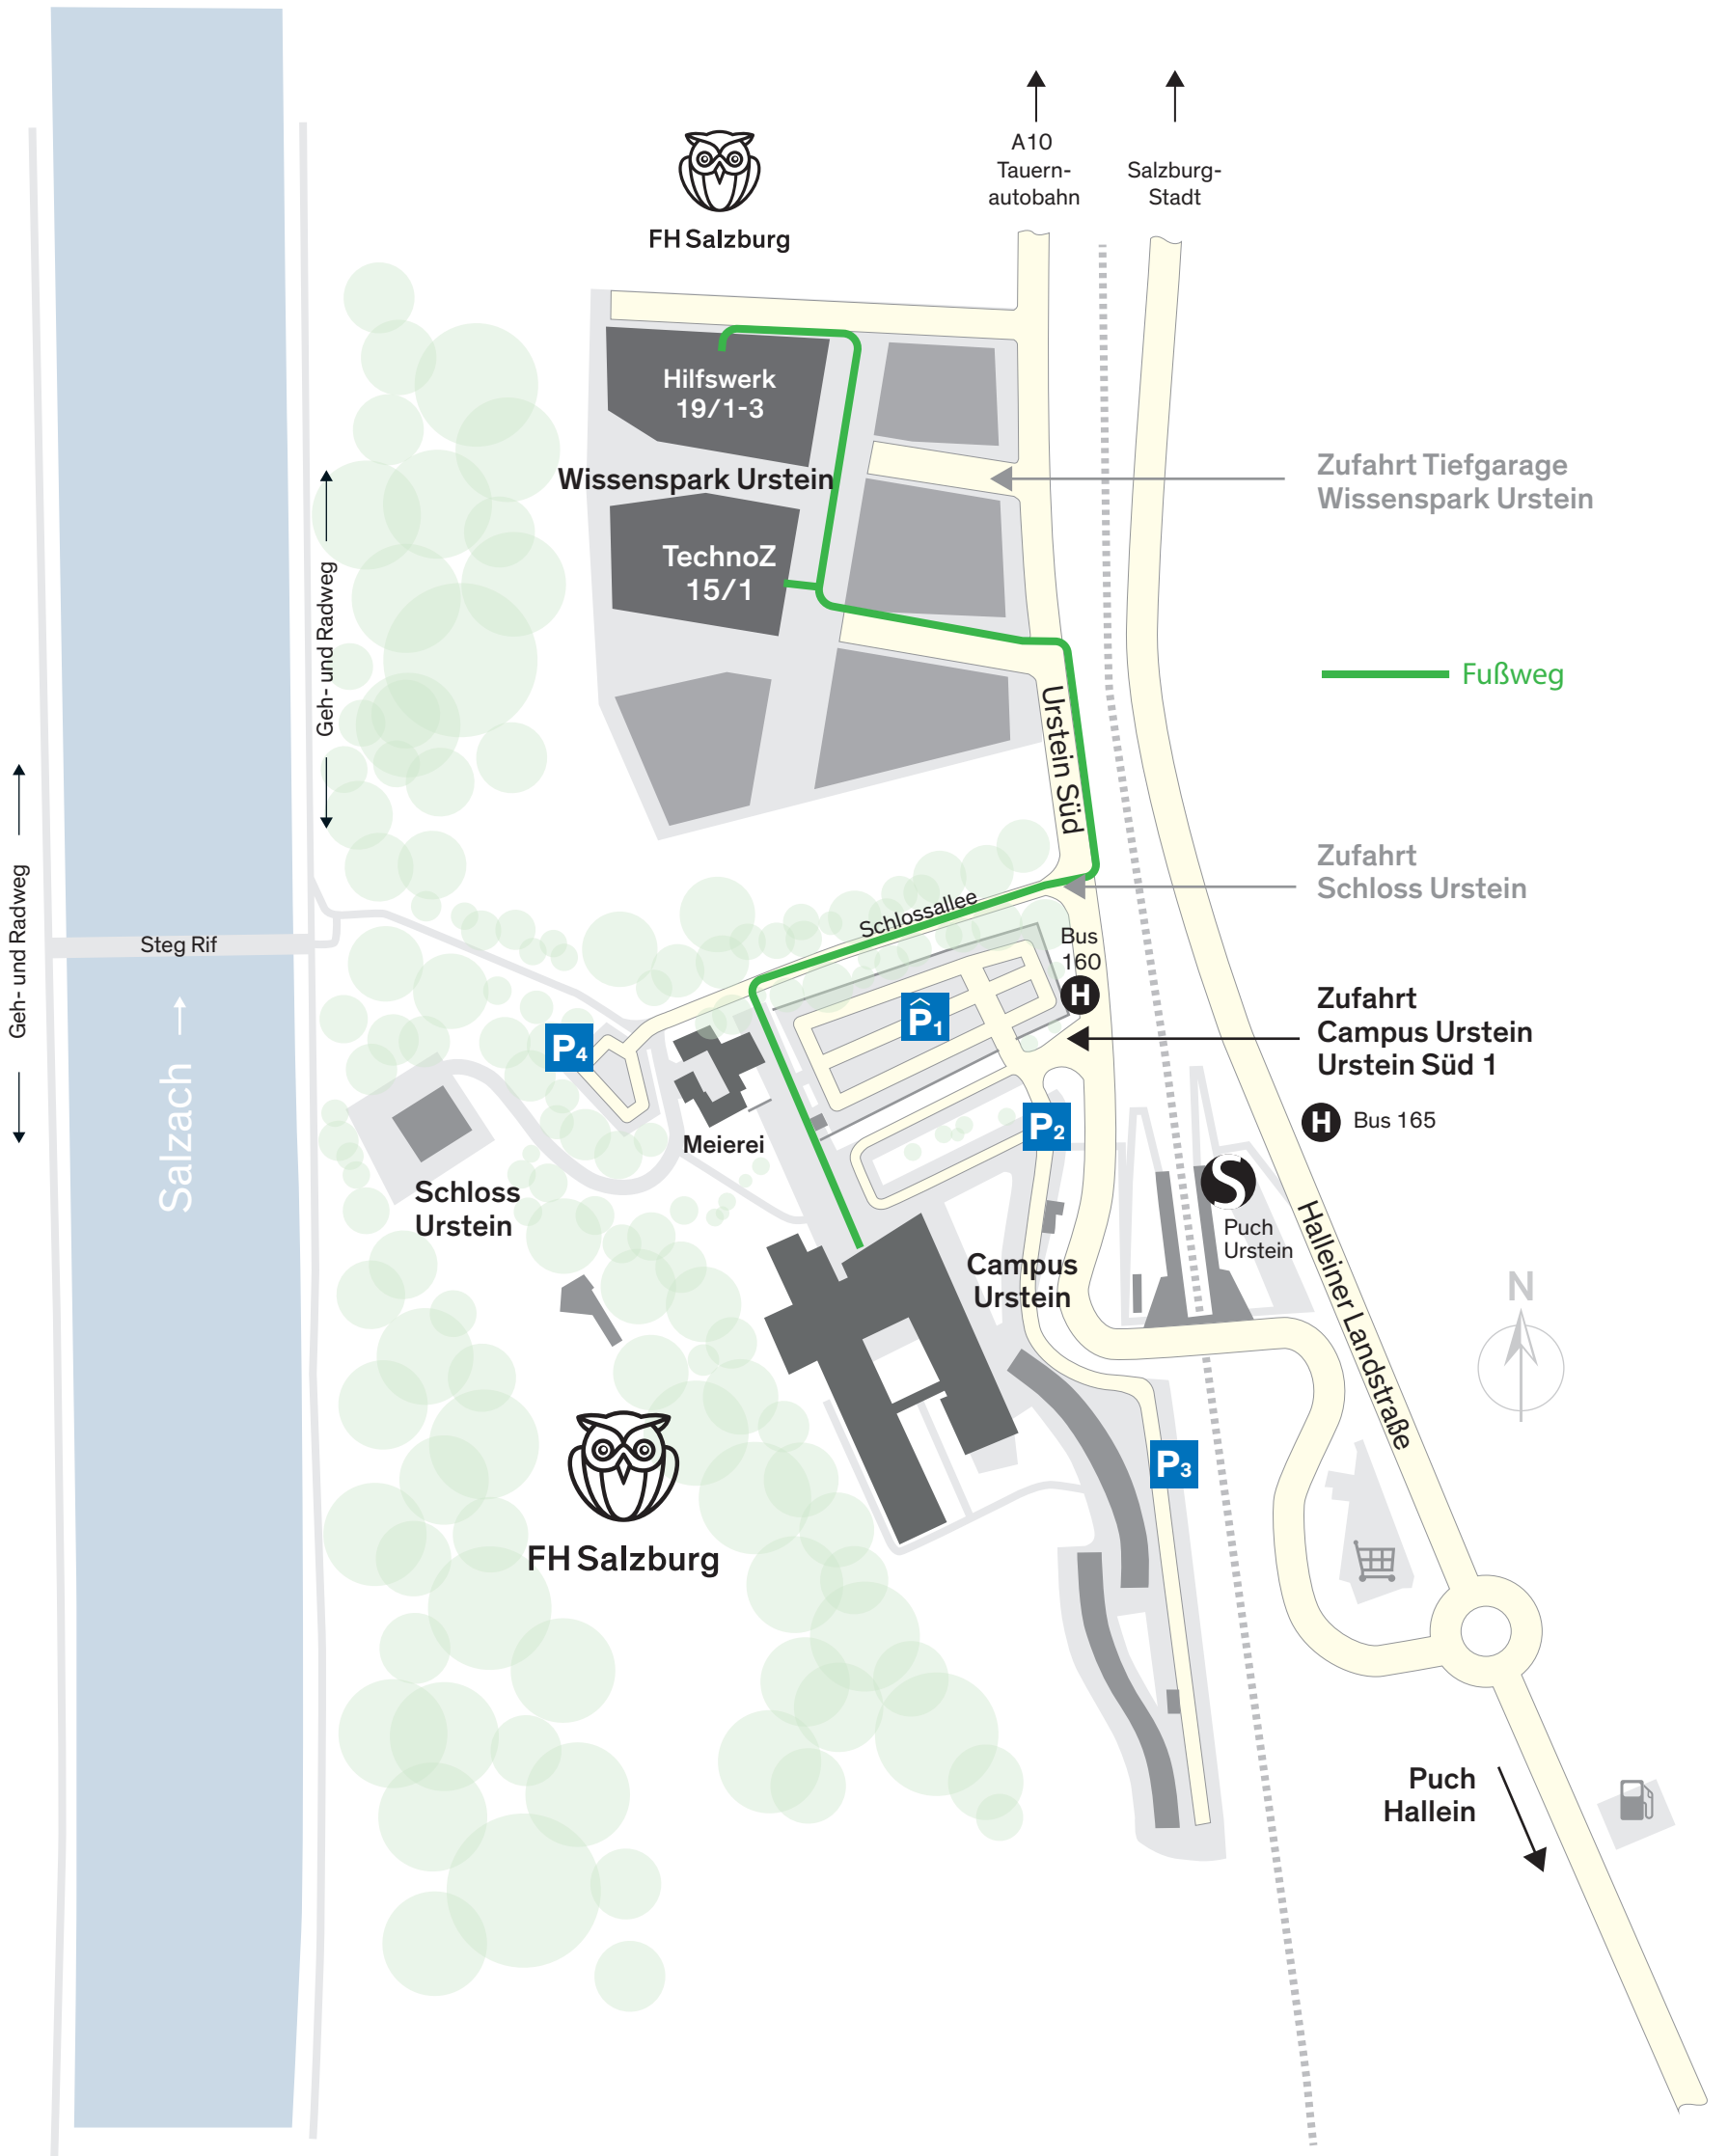 A10
Tauern-
autobahn
Salzburg-
Stadt
FH Salzburg
Hilfswerk
19/1-3
Wissenspark Urstein
TechnoZ
15/1
Zufahrt Tiefgarage
Wissenspark Urstein
Fußweg
Geh- und Radweg
Urstein Süd
Zufahrt
Schloss Urstein
Schlossallee
Geh- und Radweg
Steg Rif
Bus
160
H
P1
Zufahrt
Campus Urstein
Urstein Süd 1
P4
H Bus 165
P2
Meierei
Salzach
Schloss
Urstein
S
Puch
Urstein
Campus
Urstein
Halleiner Landstraße
N
P3
FH Salzburg
Puch
Hallein